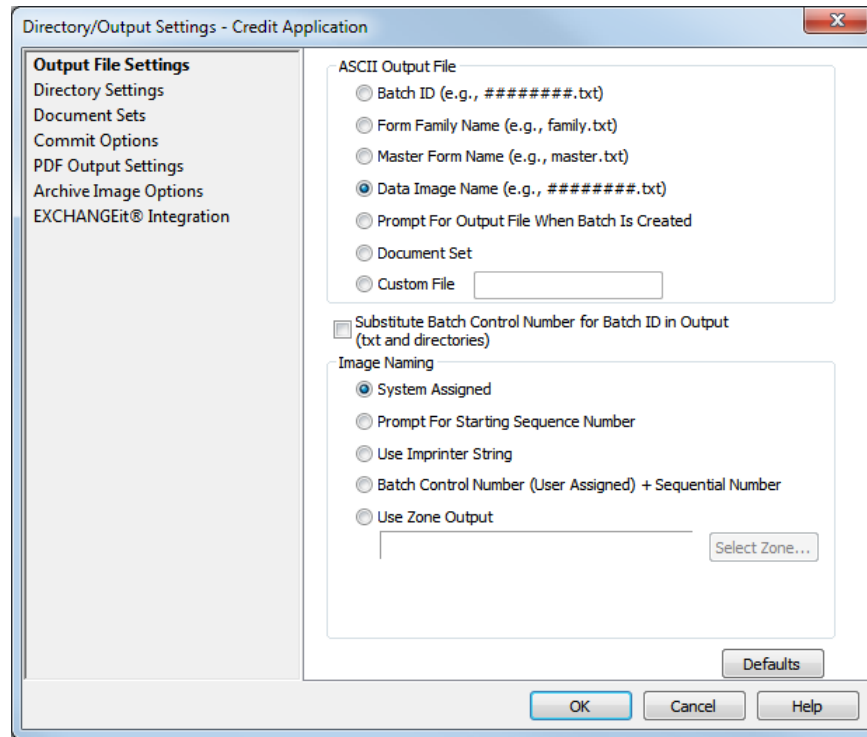 Directory/Output Settings - Credit Application
Output File Settings
Directory Settings
Document Sets
Commit Options
PDF Output Settings
Archive Image Options
EXCHANGEit® Integration
ASCII Output File
Batch ID (e.g., ########.txt)
Form Family Name (e.g., family.txt)
Master Form Name (e.g., master.txt)
Data Image Name (e.g., ########.txt)
Prompt For Output File When Batch Is Created
Document Set
Custom File
Substitute Batch Control Number for Batch ID in Output
(txt and directories)
Image Naming
System Assigned
Prompt For Starting Sequence Number
Use Imprinter String
Batch Control Number (User Assigned) + Sequential Number
Use Zone Output
Select Zone...
Defaults
OK
Cancel
Help